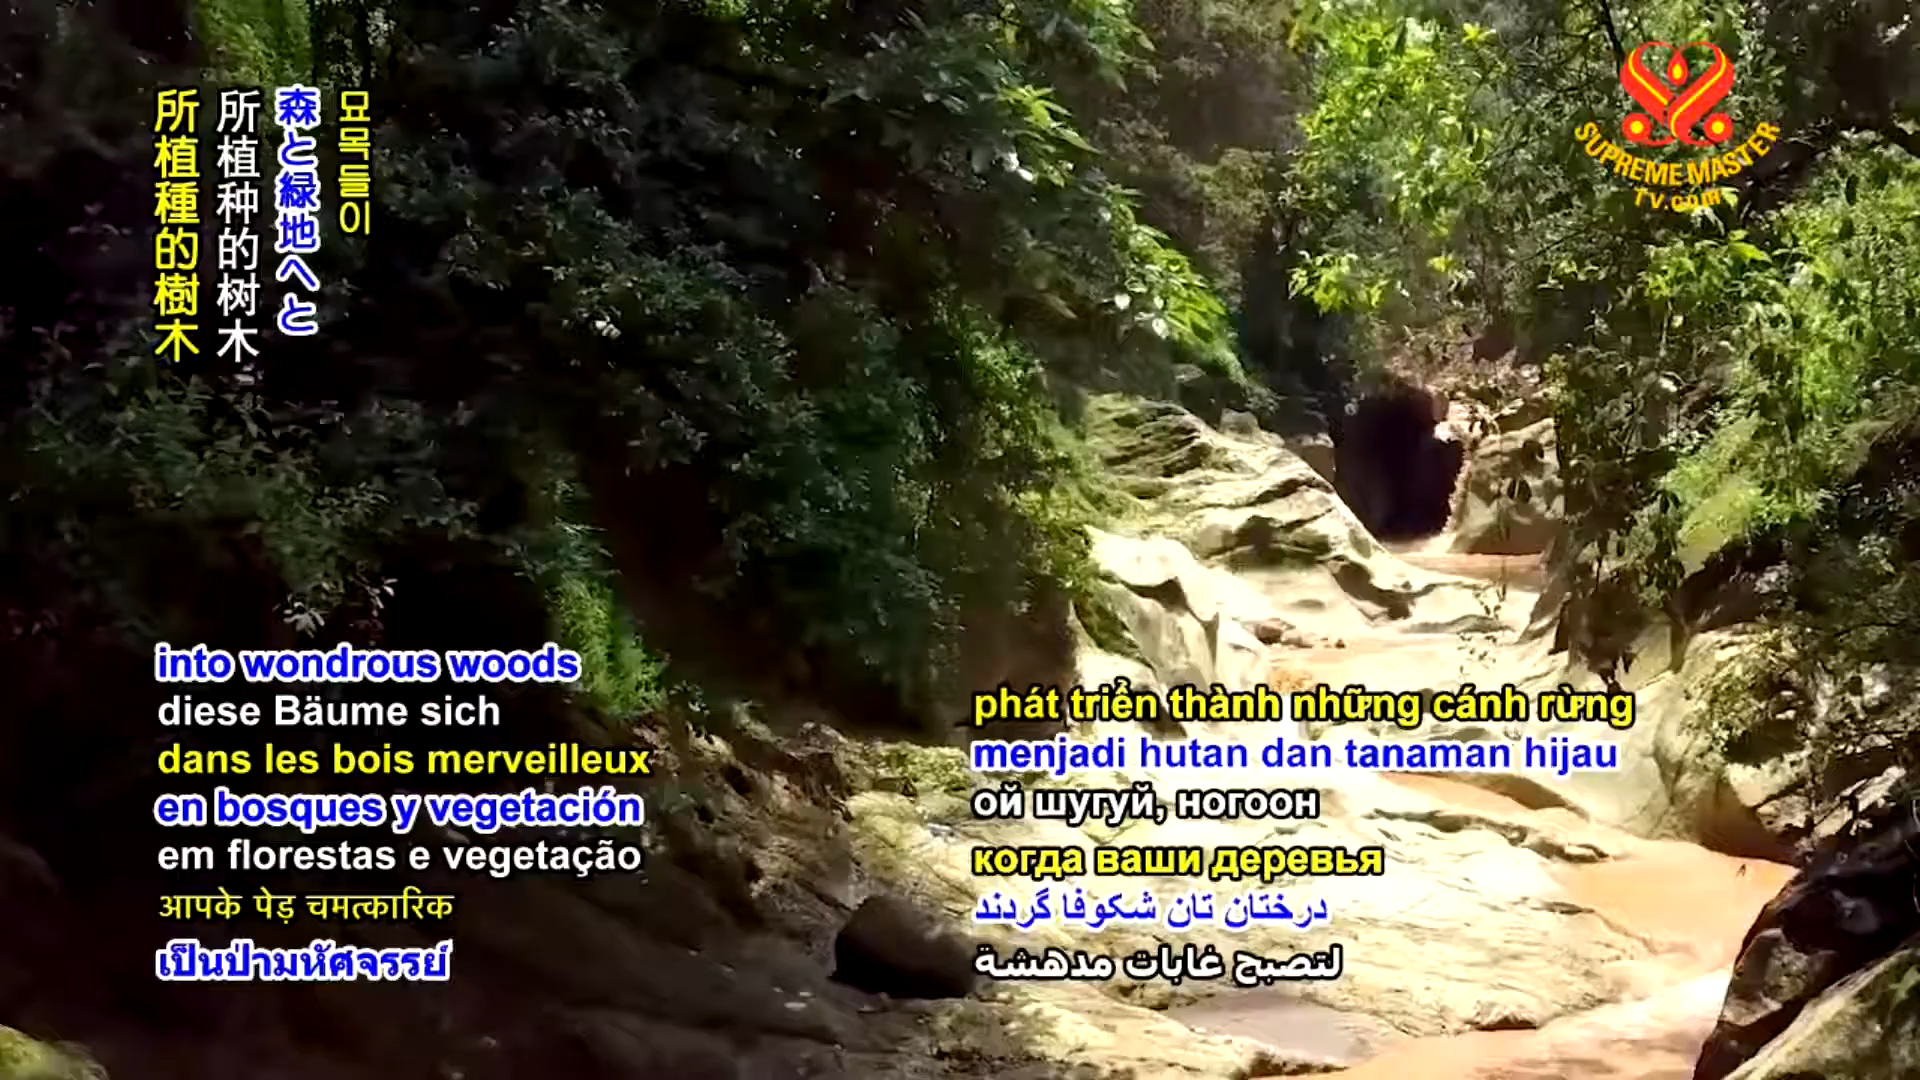 所植種的樹木
所植种的树木
森と緑地へと
묘목들이
SUPREME MASTER
TV.com
into wondrous woods
diese Bäume sich
dans les bois merveilleux
en bosques y vegetación
em florestas e vegetação
आपके पेड़ चमत्कारिक
เป็นป่ามหัศจรรย์
phát triển thành những cánh rừng
menjadi hutan dan tanaman hijau
ой шугуй, ногоон
когда ваши деревья
درختان تان شکوفا گردند
لتصبح غابات مدهشة